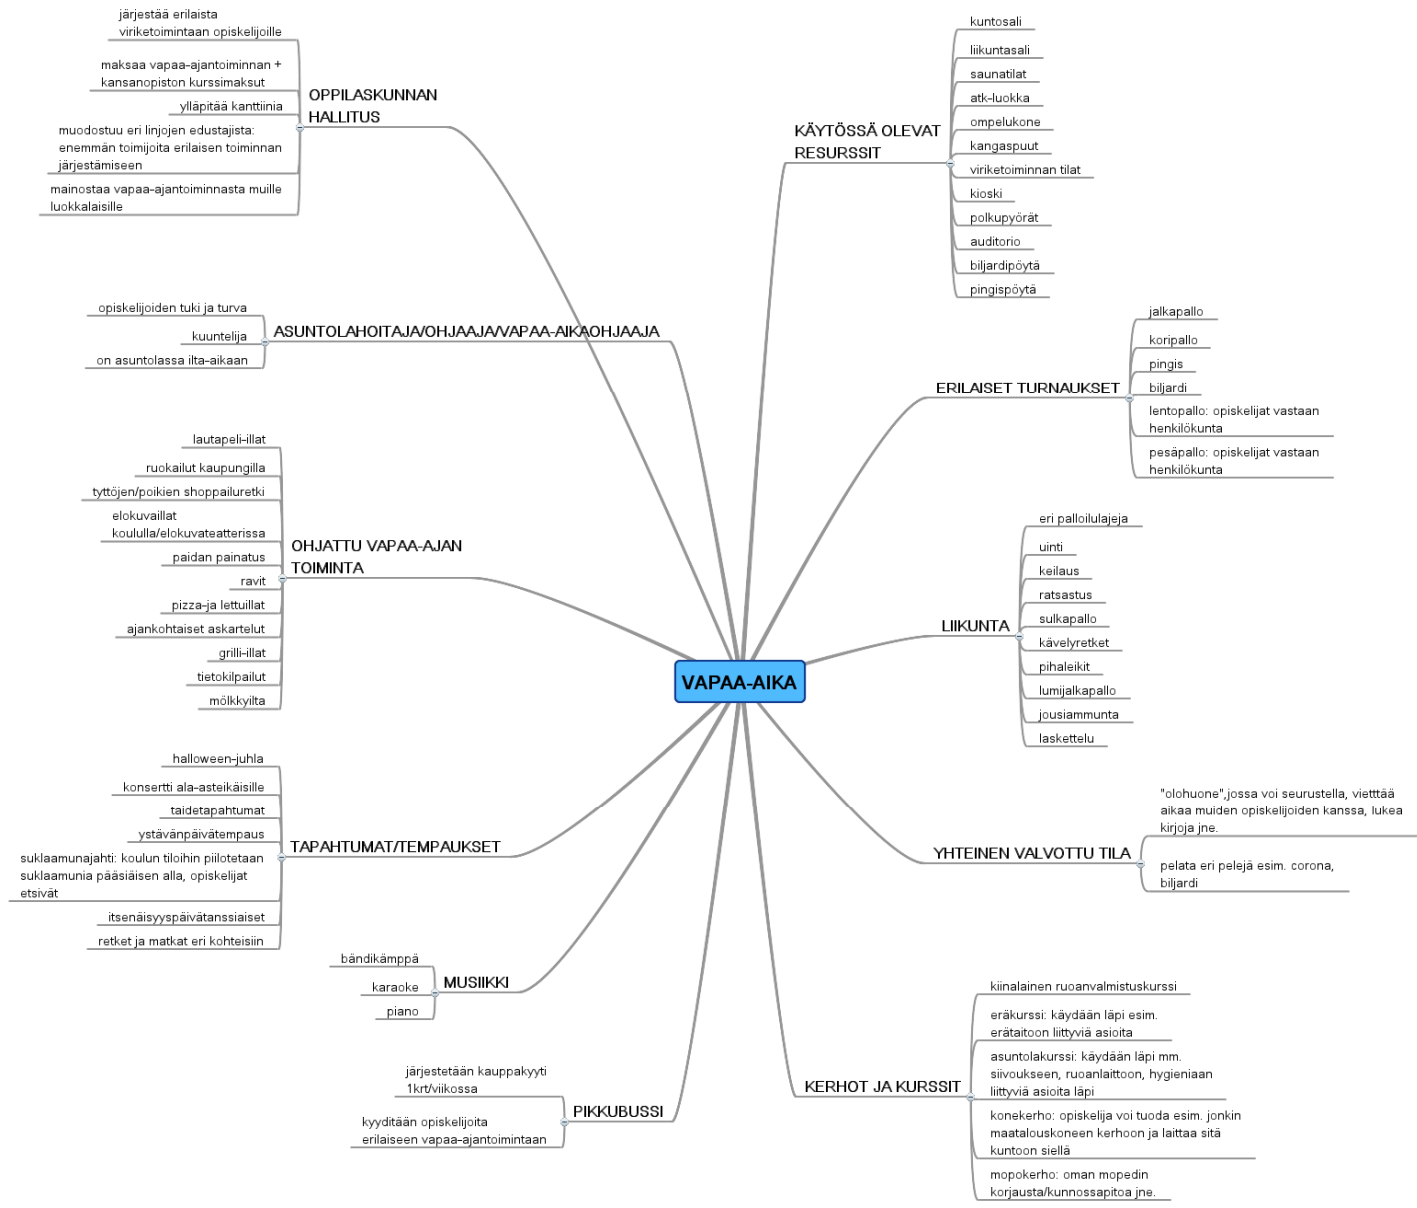 järjestää erilaista
viriketoimintaan opiskelijoille
maksaa vapaa-ajantoiminnan +
kansanopiston kurssimaksut
ylläpitää kanttiinia
muodostuu eri linjojen edustajista:
enemmän toimijoita erilaisen toiminnan
järjestämiseen
mainostaa vapaa-ajantoiminnasta muille
luokkalaisille
OPPILASKUNNAN
HALLITUS
opiskelijoiden tuki ja turva
kuuntelija
on asuntolassa ilta-aikaan
ASUNTOLAHOITAJA/OHJAAJA/VAPAA-AIKAOHJAAJA
lautapeli-illat
ruokailut kaupungilla
tyttöjen/poikien shoppailuretki
elokuvaillat
koululla/elokuvateatterissa
paidan painatus
ravit
pizza-ja lettuillat
ajankohtaiset askartelut
grilli-illat
tietokilpailut
mölkkyilta
OHJATTU VAPAA-AJAN
TOIMINTA
halloween-juhla
konsertti ala-asteikäisille
taidetapahtumat
ystävänpäivätempaus
suklaamunajahti: koulun tiloihin piilotetaan
suklaamunia pääsiäisen alla, opiskelijat
etsivät
itsenäisyyspäivätanssiaiset
retket ja matkat eri kohteisiin
TAPAHTUMAT/TEMPAUKSET
bändikämppä
karaoke
piano
MUSIIKKI
järjestetään kauppakyyti
1krt/viikossa
kyyditään opiskelijoita
erilaiseen vapaa-ajantoimintaan
PIKKUBUSSI
VAPAA-AIKA
KÄYTÖSSÄ OLEVAT
RESURSSIT
kuntosali
liikuntasali
saunatilat
atk-luokka
ompelukone
kangaspuut
viriketoiminnan tilat
kioski
polkupyörät
auditorio
biljardipöytä
pingispöytä
ERILAISET TURNAUKSET
jalkapallo
koripallo
pingis
biljardi
lentopallo: opiskelijat vastaan
henkilökunta
pesäpallo: opiskelijat vastaan
henkilökunta
LIIKUNTA
eri palloilulajeja
uinti
keilaus
ratsastus
sulkapallo
kävelyretket
pihaleikit
lumijalkapallo
jousiammunta
laskettelu
YHTEINEN VALVOTTU TILA
"olohuone",jossa voi seurustella, vietttää
aikaa muiden opiskelijoiden kanssa, lukea
kirjoja jne.
pelata eri pelejä esim. corona,
biljardi
KERHOT JA KURSSIT
kiinalainen ruoanvalmistuskurssi
eräkurssi: käydään läpi esim.
erätaitoon liittyviä asioita
asuntolakurssi: käydään läpi mm.
siivoukseen, ruoanlaittoon, hygieniaan
liittyviä asioita läpi
konekerho: opiskelija voi tuoda esim. jonkin
maatalouskoneen kerhoon ja laittaa sitä
kuntoon siellä
mopokerho: oman mopedin
korjausta/kunnossapitoa jne.